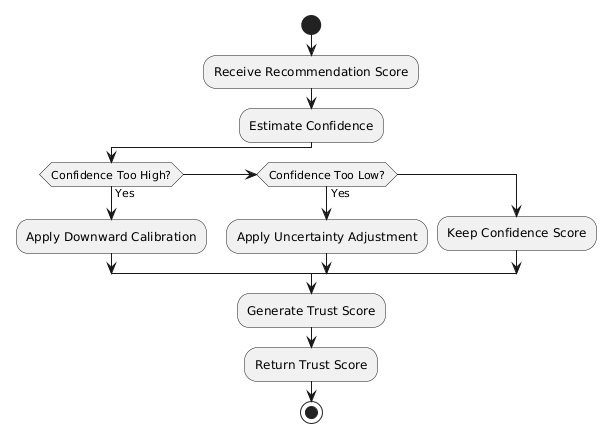 Receive Recommendation Score
Estimate Confidence
Confidence Too High?
Yes
Confidence Too Low?
Yes
Apply Downward Calibration
Apply Uncertainty Adjustment
Keep Confidence Score
Generate Trust Score
Return Trust Score